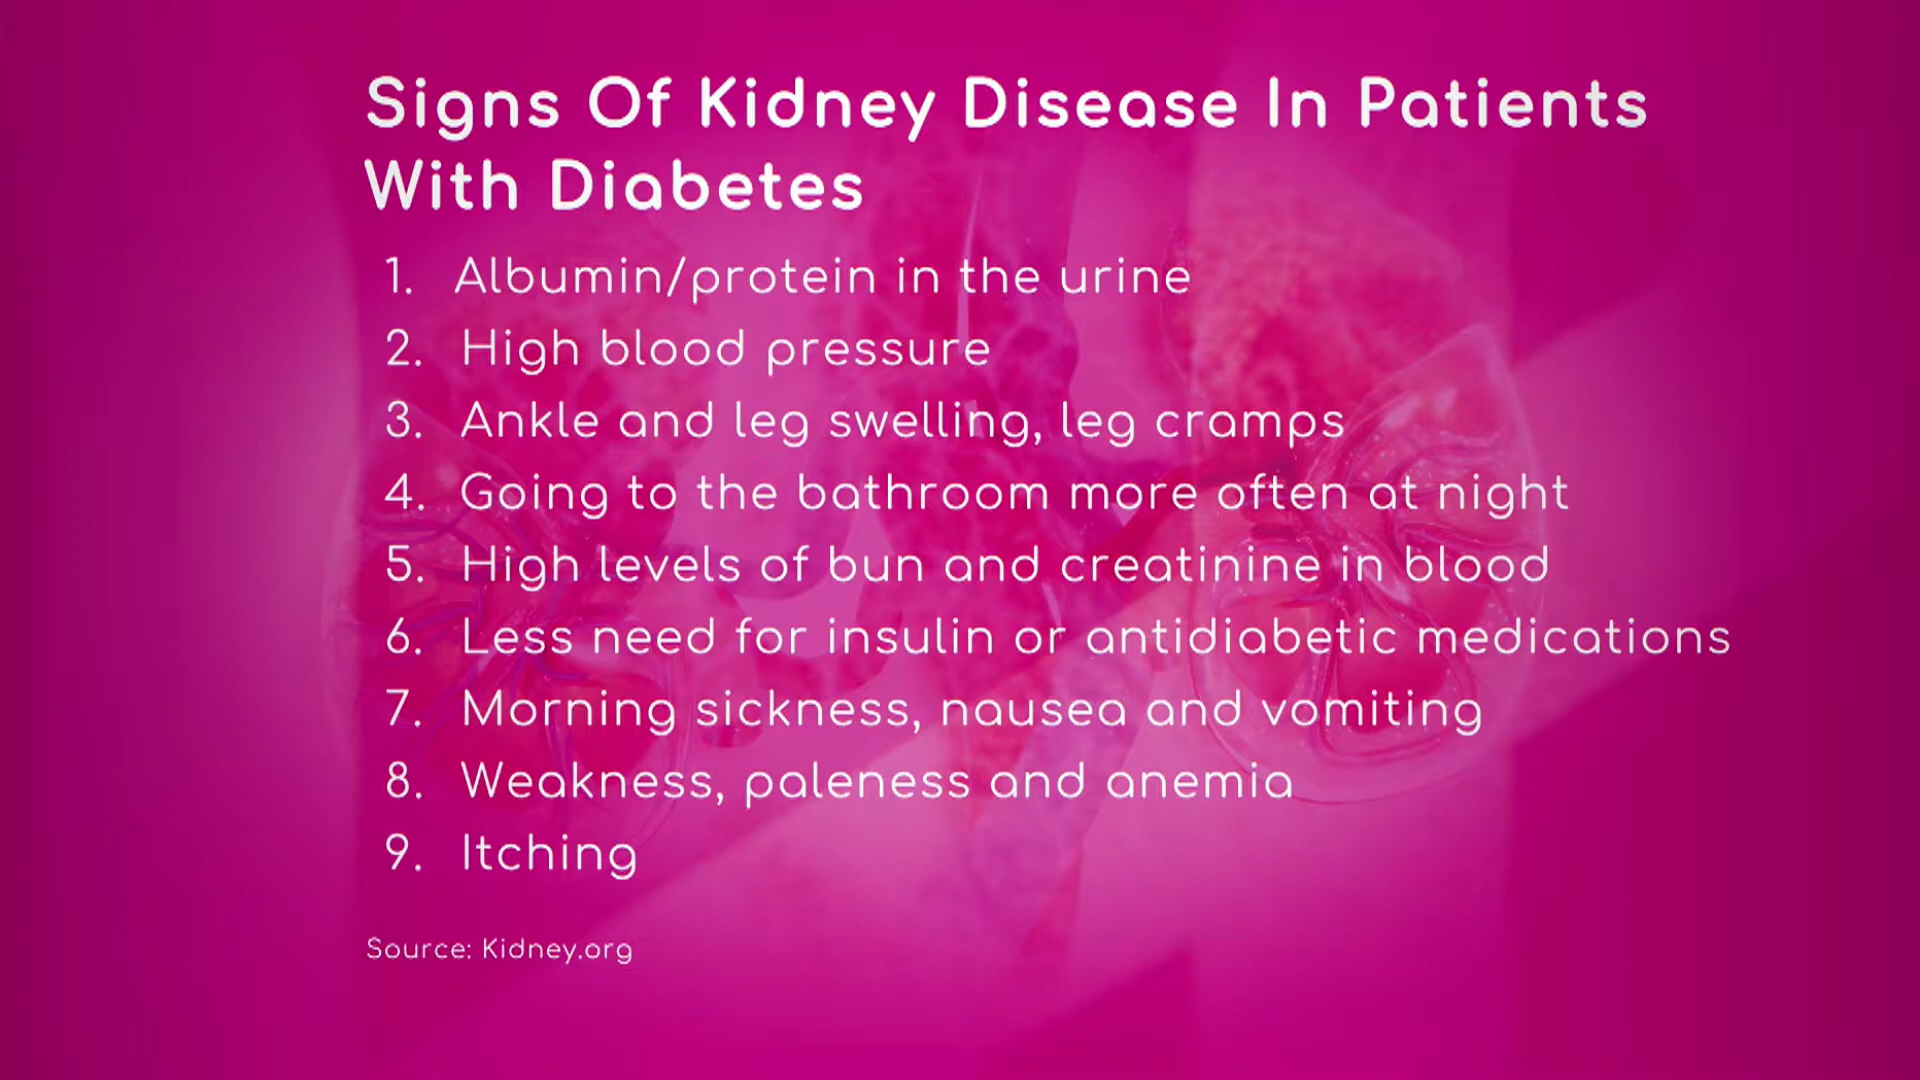 Signs Of Kidney Disease In Patients
With Diabetes
1. Albumin/protein in the urine
2. High blood pressure
3. Ankle and leg swelling, leg cramps
4. Going to the bathroom more often at night
5. High levels of bun and creatinine in blood
6. Less need for insulin or antidiabetic medications
7. Morning sickness, nausea and vomiting
8. Weakness, paleness and anemia
9. Itching
Source: Kidney.org